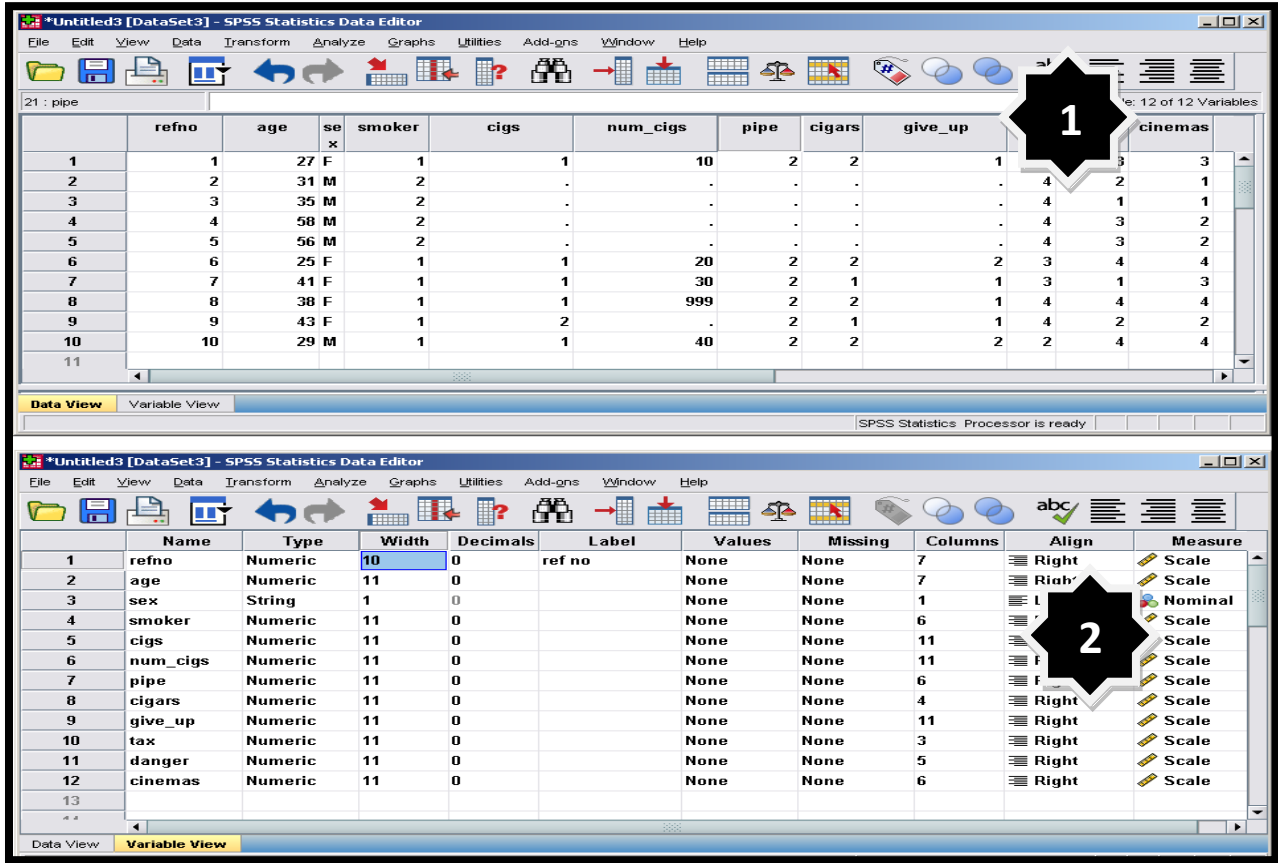 *Untitled3 [DataSet3] - SPSS Statistics Data Editor
File Edit View Data Transform Analyze Graphs Utilities Add-ons Window Help
21 : pipe 12 of 12 Variables
refno age sex smoker cigs num_cigs pipe cigars give_up cinemas
1 1 27 F 1 1 10 2 2 1 3 3
2 2 31 M 2 . . . . . 4 2 1
3 3 35 M 2 . . . . . 4 1 1
4 4 58 M 2 . . . . . 4 3 2
5 5 56 M 2 . . . . . 4 3 2
6 6 25 F 1 1 20 2 2 2 3 4 4
7 7 41 F 1 1 30 2 1 1 3 1 3
8 8 38 F 1 1 999 2 2 1 4 4 4
9 9 43 F 1 2 . 2 1 1 4 2 2
10 10 29 M 1 1 40 2 2 2 2 4 4
11
1
Data View Variable View
SPSS Statistics Processor is ready
*Untitled3 [DataSet3] - SPSS Statistics Data Editor
File Edit View Data Transform Analyze Graphs Utilities Add-ons Window Help
abc
Name Type Width Decimals Label Values Missing Columns Align Measure
1 refno Numeric 10 0 ref no None None 7 Right Scale
2 age Numeric 11 0 None None 7 Right Scale
3 sex String 1 0 None None 1 Nominal
4 smoker Numeric 11 0 None None 6 Scale
5 cigs Numeric 11 0 None None 11 Scale
6 num_cigs Numeric 11 0 None None 11 Scale
7 pipe Numeric 11 0 None None 6 Scale
8 cigars Numeric 11 0 None None 4 Right Scale
9 give_up Numeric 11 0 None None 11 Right Scale
10 tax Numeric 11 0 None None 3 Right Scale
11 danger Numeric 11 0 None None 5 Right Scale
12 cinemas Numeric 11 0 None None 6 Right Scale
13
2
Data View Variable View